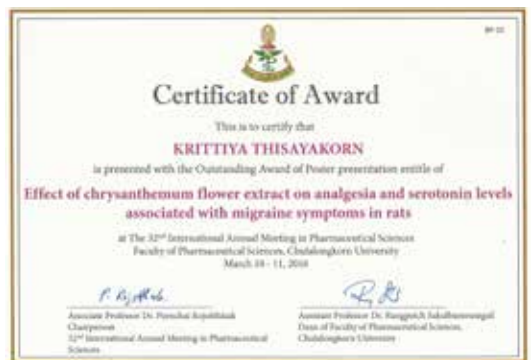 Certificate of Award
This is to certify that
KRITTIYA THISAYAKORN
is presented with the Outstanding Award of Poster presentation entitle of
Effect of chrysanthemum flower extract on analgesia and serotonin levels
associated with migraine symptoms in rats
at The 32nd International Annual Meeting in Pharmaceutical Sciences
Faculty of Pharmaceutical Sciences, Chulalongkorn University
March 10 - 11, 2016
Associate Professor Dr. Pornchai Rojsitthisak
Chairperson
32nd International Annual Meeting in Pharmaceutical
Sciences
Assistant Professor Dr. Rungpetch
Dean of Faculty of Pharmaceutical Sciences,
Chulalongkorn University